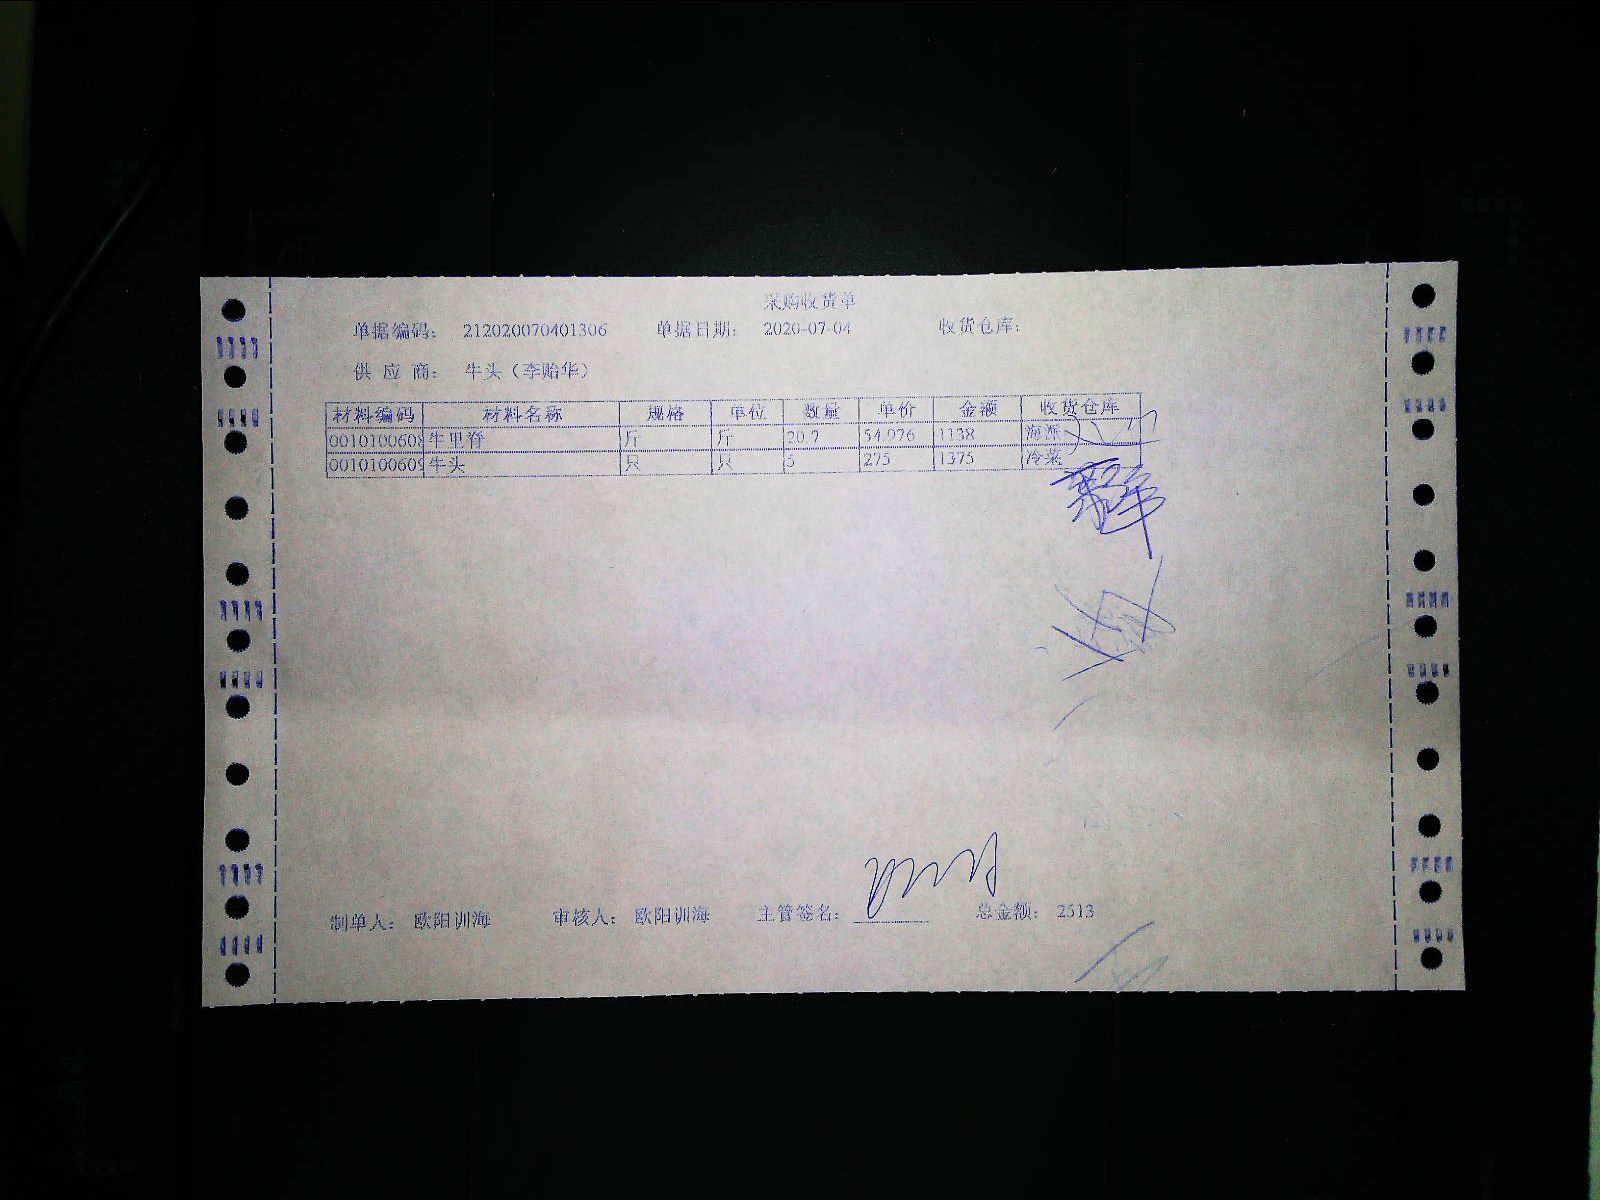 采购收货单
单据编码： 212020070401306 单据日期： 2020-07-04 收货仓库：
供 应 商： 牛头（李贻华）
材料编码 材料名称 规格 单位 数量 单价 金额 收货仓库
0010100608 牛里脊 斤 斤 20.7 54.976 1138 海派
0010100609 牛头 只 只 5 275 1375 冷菜
制单人： 欧阳训海 审核人： 欧阳训海 主管签名： 总金额： 2513